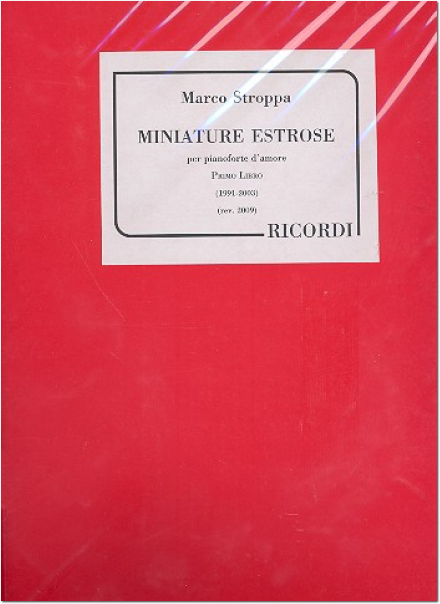 Marco Stroppa
MINIATURE ESTROSE
per pianoforte d'amore
PRIMO LIBRO
(1991-2003)
(rev. 2009)
RICORDI